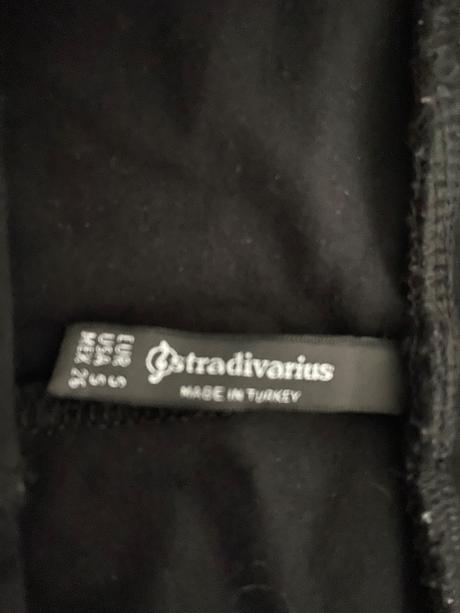 stradivarius
MADE IN TURKEY
EUR S
USA S
MEX 26